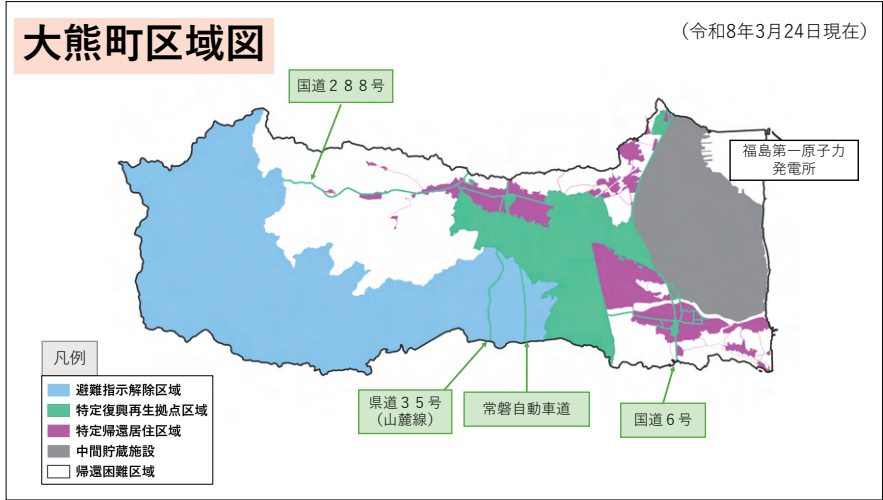 大熊町区域図
（令和8年3月24日現在）
国道２８８号
福島第一原子力
発電所
凡例
避難指示解除区域
特定復興再生拠点区域
特定帰還居住区域
中間貯蔵施設
帰還困難区域
県道３５号
（山麓線）
常磐自動車道
国道６号